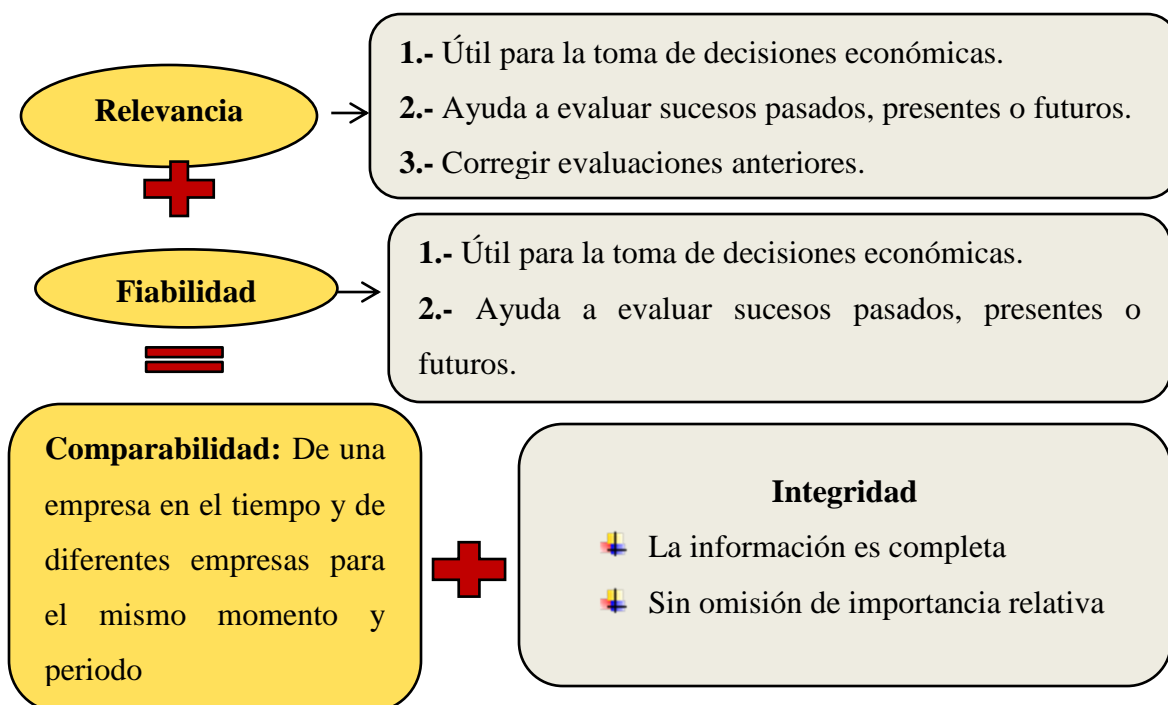 Relevancia
1.- Útil para la toma de decisiones económicas.
2.- Ayuda a evaluar sucesos pasados, presentes o futuros.
3.- Corregir evaluaciones anteriores.
Fiabilidad
1.- Útil para la toma de decisiones económicas.
2.- Ayuda a evaluar sucesos pasados, presentes o
futuros.
Comparabilidad: De una
empresa en el tiempo y de
diferentes empresas para
el mismo momento y
periodo
Integridad
La información es completa
Sin omisión de importancia relativa